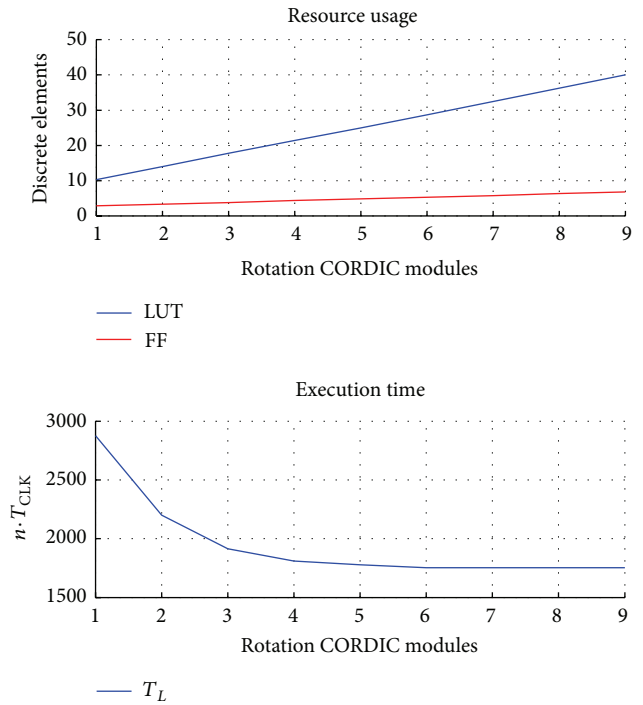 Resource usage
50
40
30
20
10
0
Discrete elements
1 2 3 4 5 6 7 8 9
Rotation CORDIC modules
LUT
FF
Execution time
3000
2500
2000
1500
n · T_CLK
1 2 3 4 5 6 7 8 9
Rotation CORDIC modules
T_L